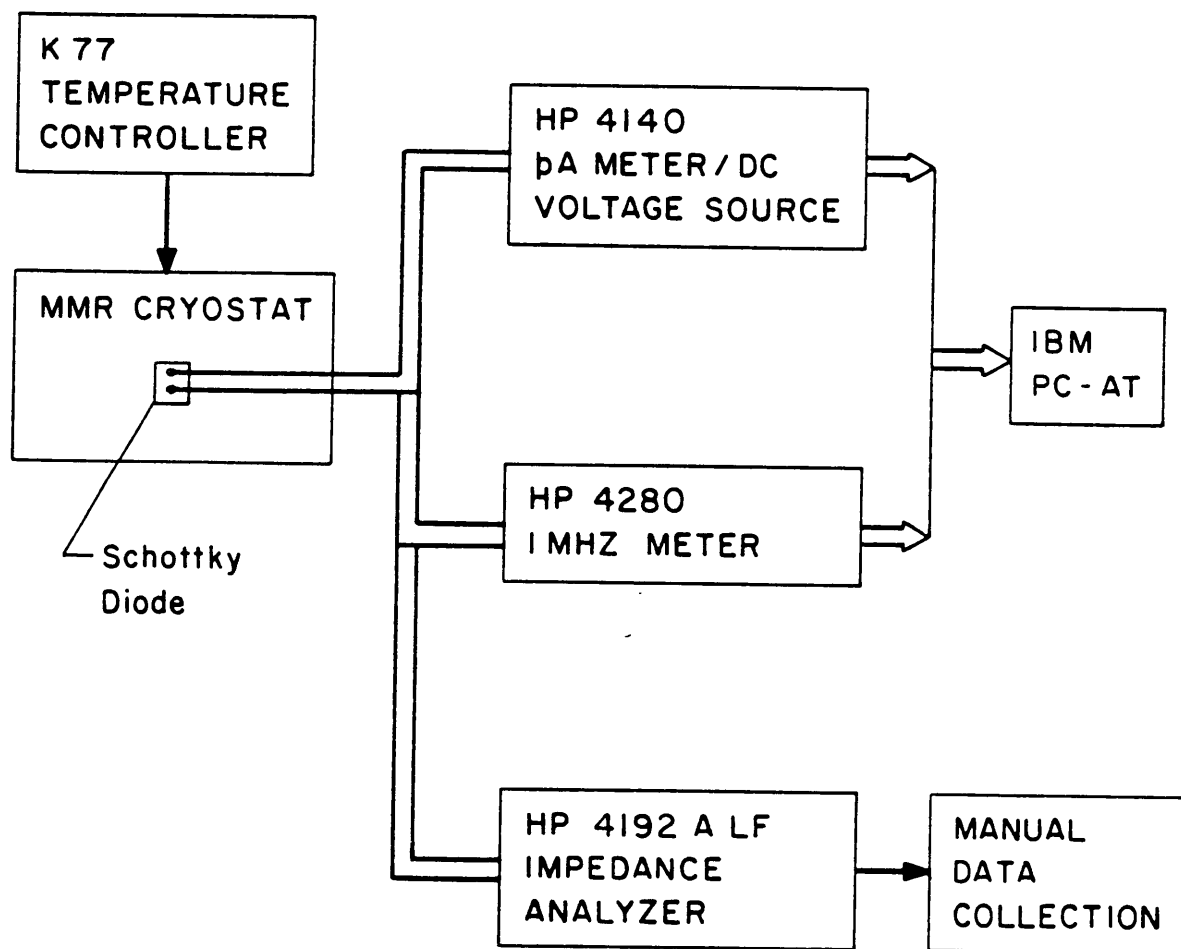 K 77
TEMPERATURE
CONTROLLER
MMR CRYOSTAT
Schottky
Diode
HP 4140
pA METER / DC
VOLTAGE SOURCE
HP 4280
1 MHZ METER
HP 4192 A LF
IMPEDANCE
ANALYZER
IBM
PC - AT
MANUAL
DATA
COLLECTION